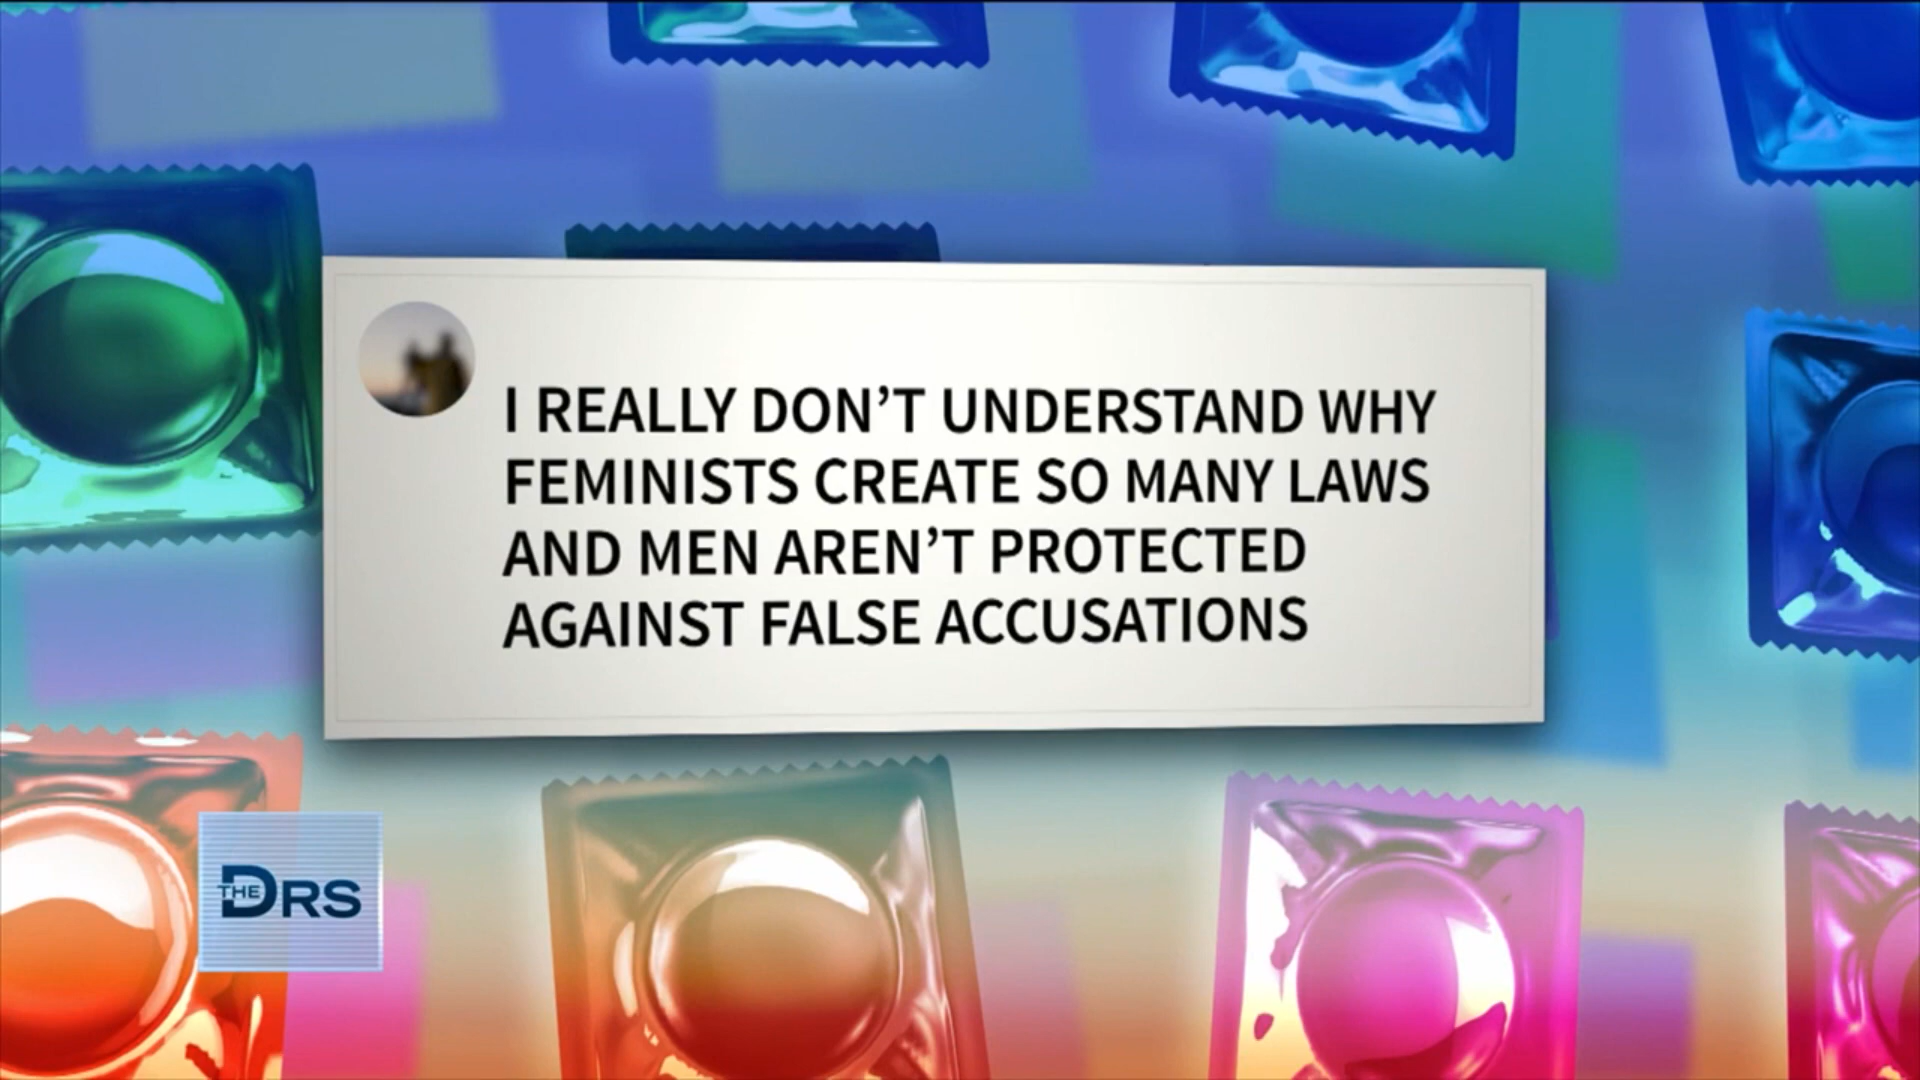 I REALLY DON’T UNDERSTAND WHY
FEMINISTS CREATE SO MANY LAWS
AND MEN AREN’T PROTECTED
AGAINST FALSE ACCUSATIONS
THE DRS